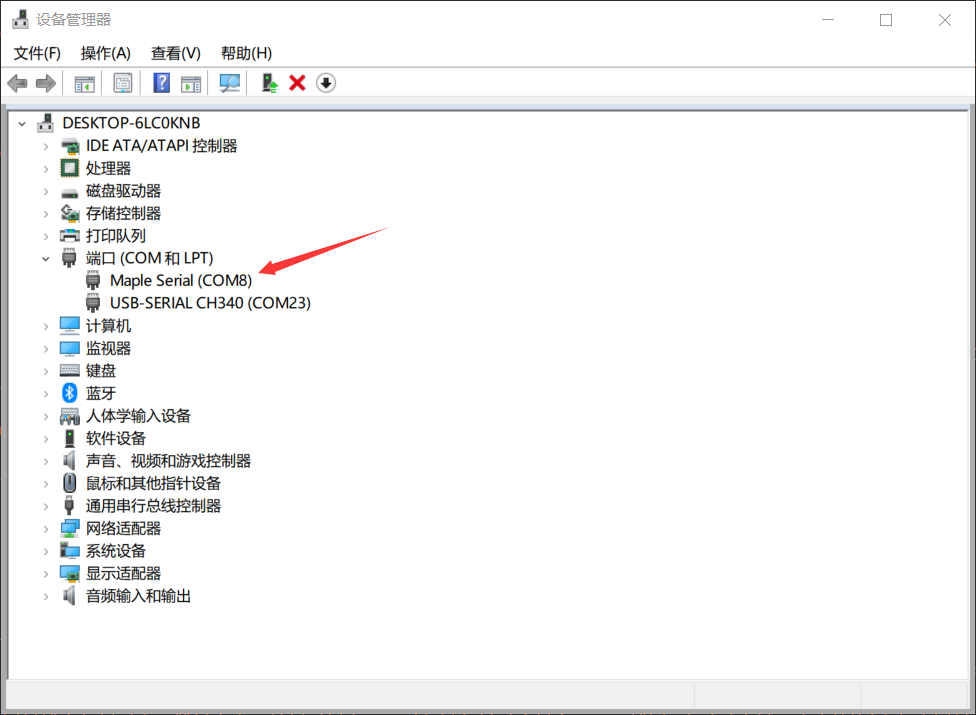 设备管理器
文件(F) 操作(A) 查看(V) 帮助(H)
DESKTOP-6LC0KNB
IDE ATA/ATAPI 控制器
处理器
磁盘驱动器
存储控制器
打印队列
端口 (COM 和 LPT)
Maple Serial (COM8)
USB-SERIAL CH340 (COM23)
计算机
监视器
键盘
蓝牙
人体学输入设备
软件设备
声音、视频和游戏控制器
鼠标和其他指针设备
通用串行总线控制器
网络适配器
系统设备
显示适配器
音频输入和输出